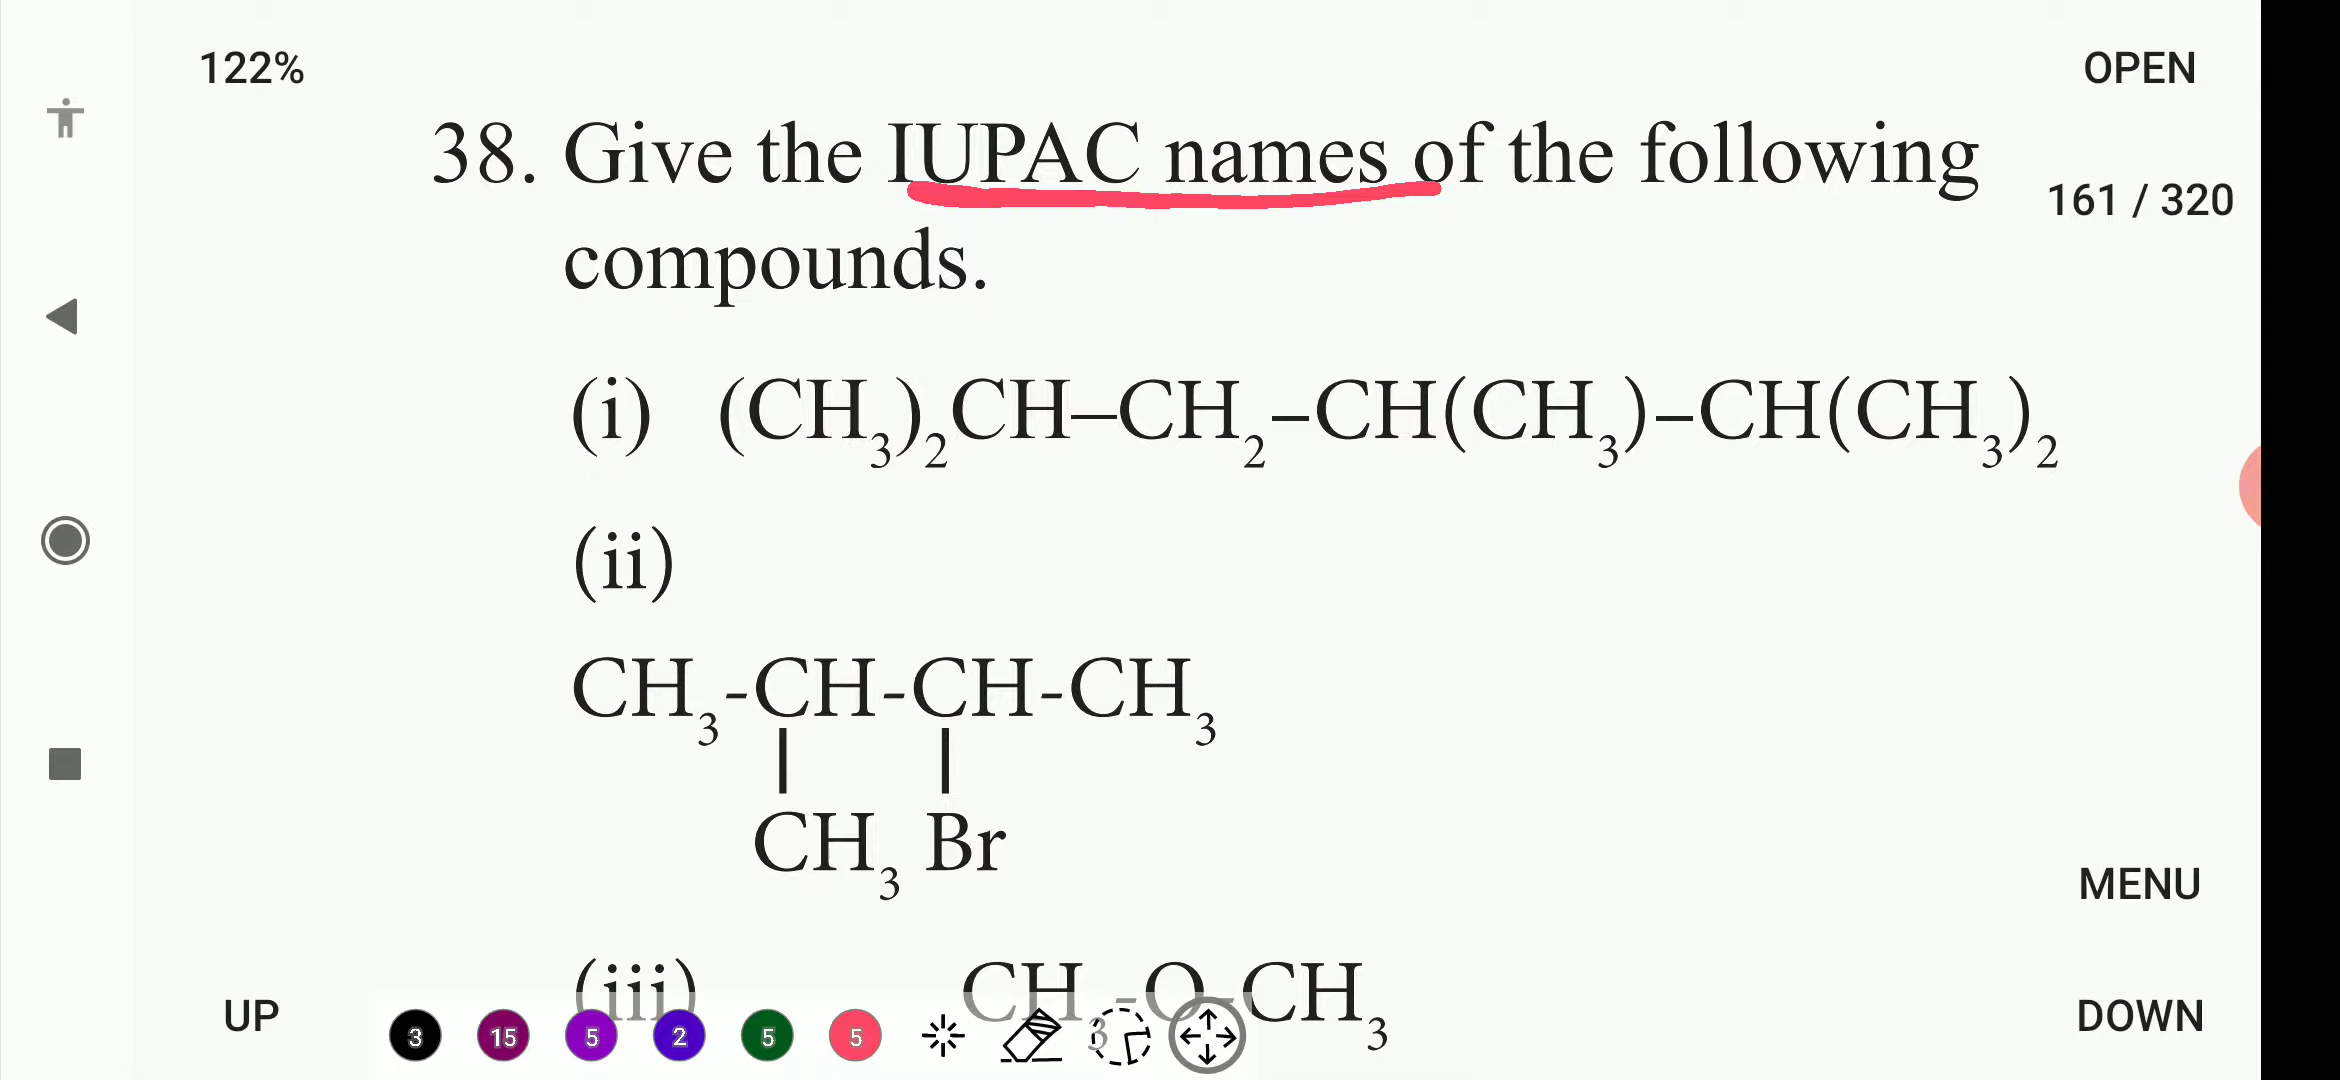 122%
OPEN
38. Give the IUPAC names of the following
161 / 320
compounds.
(i) (CH₃)₂CH–CH₂–CH(CH₃)–CH(CH₃)₂
(ii)
CH₃-CH-CH-CH₃
| |
CH₃ Br
MENU
(iii) CH₃-O-CH₃
UP
DOWN
3 15 5 2 5 5